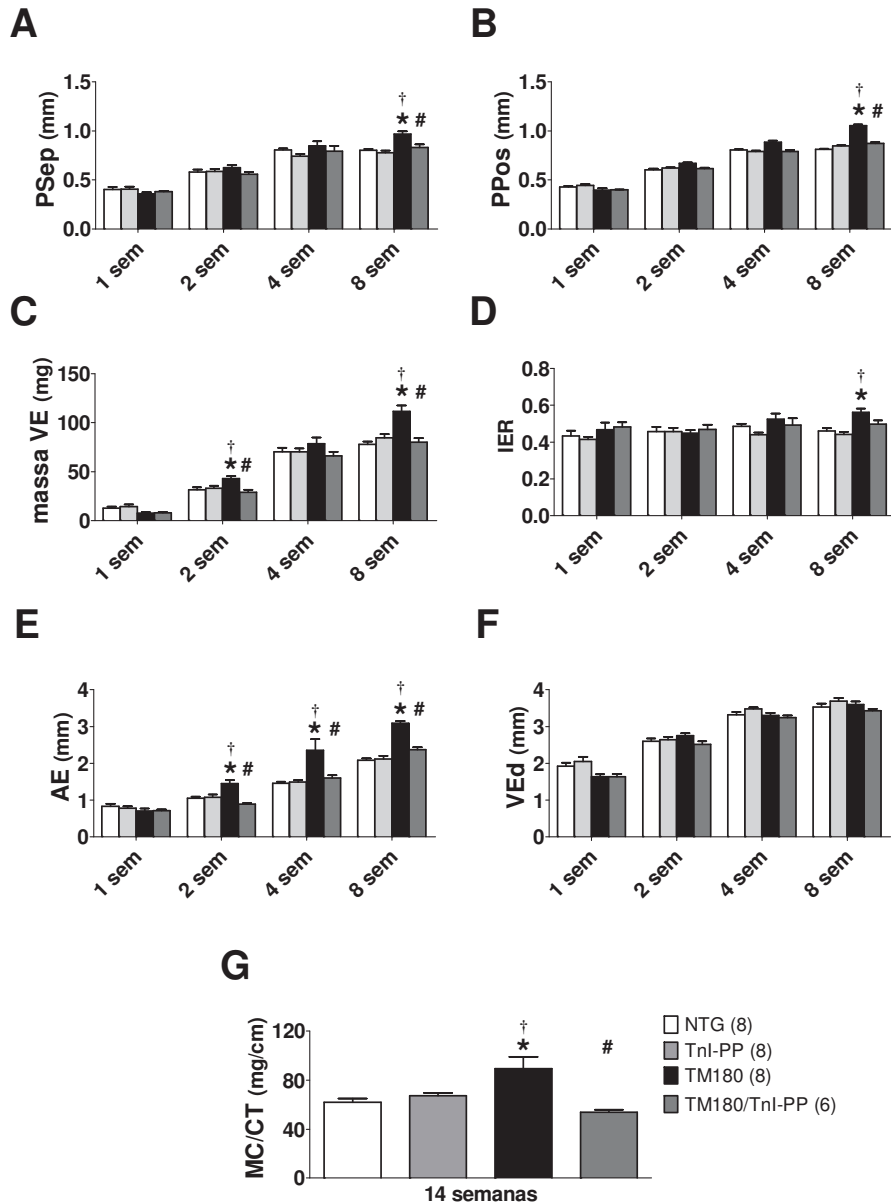 A
B
PSep (mm)
1.5
1.0
0.5
0.0
†
* #
1 sem
2 sem
4 sem
8 sem
PPos (mm)
1.5
1.0
0.5
0.0
†
* #
1 sem
2 sem
4 sem
8 sem
C
D
massa VE (mg)
150
100
50
0
†
* #
†
* #
1 sem
2 sem
4 sem
8 sem
IER
0.8
0.6
0.4
0.2
0.0
†
*
1 sem
2 sem
4 sem
8 sem
E
F
AE (mm)
4
3
2
1
0
†
* #
†
* #
†
* #
1 sem
2 sem
4 sem
8 sem
VEd (mm)
4
3
2
1
0
1 sem
2 sem
4 sem
8 sem
G
MC/CT (mg/cm)
120
80
40
0
†
*
#
14 semanas
NTG (8)
TnI-PP (8)
TM180 (8)
TM180/TnI-PP (6)